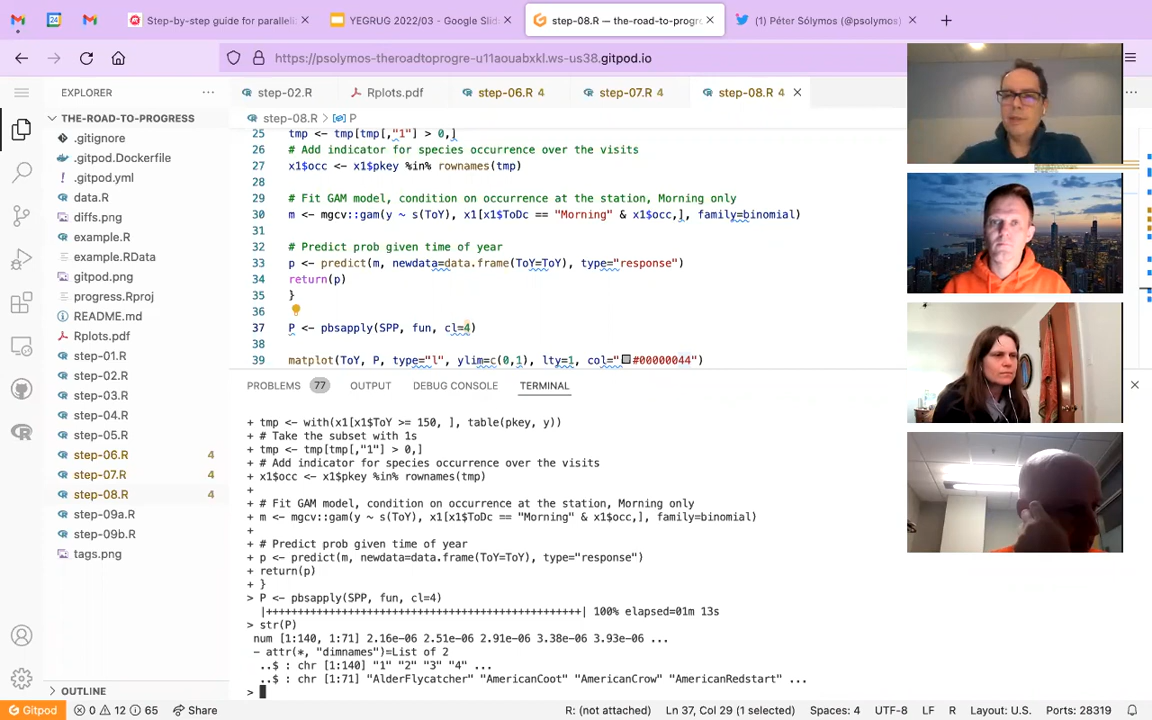 Step-by-step guide for paralleli
YEGRUG 2022/03 - Google Slid
step-08.R — the-road-to-progre
(1) Péter Sólymos (@psolymos)
https://psolymos-theroadtoprogre-u11aouabxkl.ws-us38.gitpod.io
EXPLORER
step-02.R
Rplots.pdf
step-06.R 4
step-07.R 4
step-08.R 4
THE-ROAD-TO-PROGRESS
.gitignore
.gitpod.Dockerfile
.gitpod.yml
data.R
diffs.png
example.R
example.RData
gitpod.png
progress.Rproj
README.md
Rplots.pdf
step-01.R
step-02.R
step-03.R
step-04.R
step-05.R
step-06.R 4
step-07.R 4
step-08.R 4
step-09a.R
step-09b.R
tags.png
OUTLINE
step-08.R > P
25 tmp <- tmp[tmp[,"1"] > 0,]
26 # Add indicator for species occurrence over the visits
27 x1$occ <- x1$pkey %in% rownames(tmp)
28
29 # Fit GAM model, condition on occurrence at the station, Morning only
30 m <- mgcv::gam(y ~ s(ToY), x1[x1$ToDc == "Morning" & x1$occ,], family=binomial)
31
32 # Predict prob given time of year
33 p <- predict(m, newdata=data.frame(ToY=ToY), type="response")
34 return(p)
35 }
36
37 P <- pbsapply(SPP, fun, cl=4)
38
39 matplot(ToY, P, type="l", ylim=c(0,1), lty=1, col="#00000044")
PROBLEMS 77 OUTPUT DEBUG CONSOLE TERMINAL
+ tmp <- with(x1[x1$ToY >= 150, ], table(pkey, y))
+ # Take the subset with 1s
+ tmp <- tmp[tmp[,"1"] > 0,]
+ # Add indicator for species occurrence over the visits
+ x1$occ <- x1$pkey %in% rownames(tmp)
+
+ # Fit GAM model, condition on occurrence at the station, Morning only
+ m <- mgcv::gam(y ~ s(ToY), x1[x1$ToDc == "Morning" & x1$occ,], family=binomial)
+
+ # Predict prob given time of year
+ p <- predict(m, newdata=data.frame(ToY=ToY), type="response")
+ return(p)
+ }
> P <- pbsapply(SPP, fun, cl=4)
|++++++++++++++++++++++++++++++++++++++++++++++++++| 100% elapsed=01m 13s
> str(P)
num [1:140, 1:71] 2.16e-06 2.51e-06 2.91e-06 3.38e-06 3.93e-06 ...
- attr(*, "dimnames")=List of 2
..$ : chr [1:140] "1" "2" "3" "4" ...
..$ : chr [1:71] "AlderFlycatcher" "AmericanCoot" "AmericanCrow" "AmericanRedstart" ...
>
Gitpod 0 12 65 Share R: (not attached) Ln 37, Col 29 (1 selected) Spaces: 4 UTF-8 LF R Layout: U.S. Ports: 28319